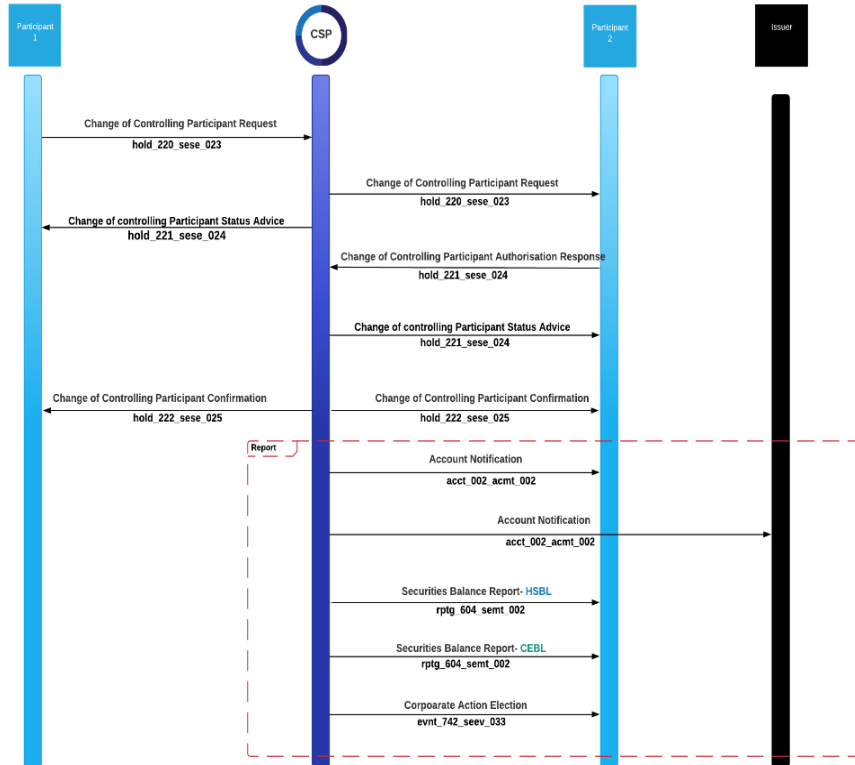 Participant
1
CSP
Participant
2
Issuer
Change of Controlling Participant Request
hold_220_sese_023
Change of Controlling Participant Request
hold_220_sese_023
Change of controlling Participant Status Advice
hold_221_sese_024
Change of Controlling Participant Authorisation Response
hold_221_sese_024
Change of controlling Participant Status Advice
hold_221_sese_024
Change of Controlling Participant Confirmation
hold_222_sese_025
Change of Controlling Participant Confirmation
hold_222_sese_025
Report
Account Notification
acct_002_acmt_002
Account Notification
acct_002_acmt_002
Securities Balance Report- HSBL
rptg_604_semt_002
Securities Balance Report- CEBL
rptg_604_semt_002
Corpoarate Action Election
evnt_742_seev_033